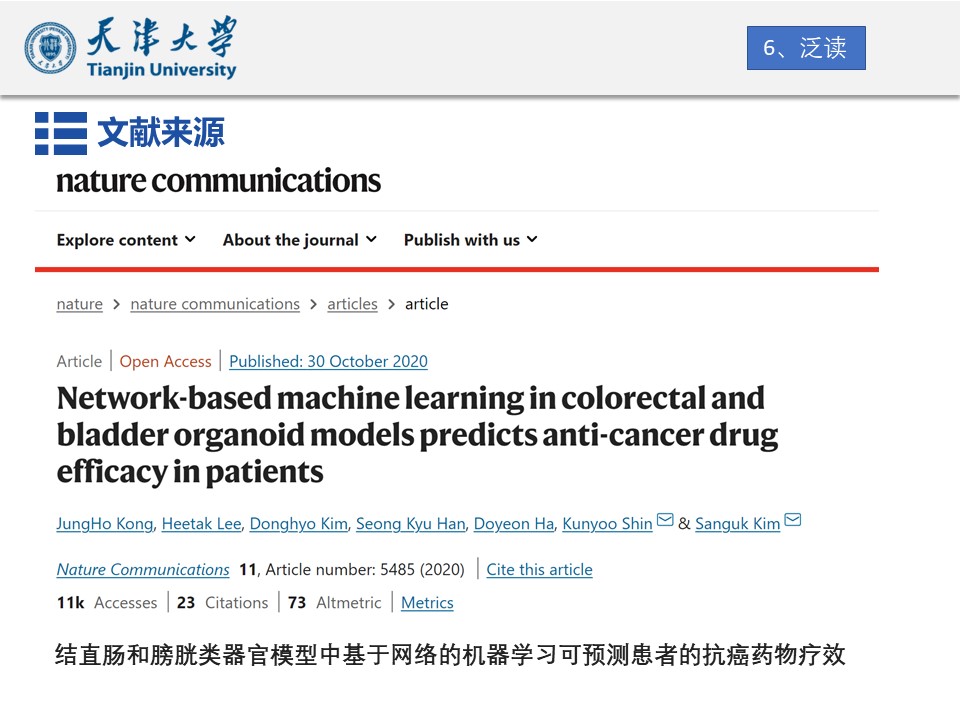 天津大学
Tianjin University
6、泛读
文献来源
nature communications
Explore content About the journal Publish with us
nature > nature communications > articles > article
Article | Open Access | Published: 30 October 2020
Network-based machine learning in colorectal and
bladder organoid models predicts anti-cancer drug
efficacy in patients
JungHo Kong, Heetak Lee, Donghyo Kim, Seong Kyu Han, Doyeon Ha, Kunyoo Shin & Sanguk Kim
Nature Communications 11, Article number: 5485 (2020) | Cite this article
11k Accesses | 23 Citations | 73 Altmetric | Metrics
结直肠和膀胱类器官模型中基于网络的机器学习可预测患者的抗癌药物疗效